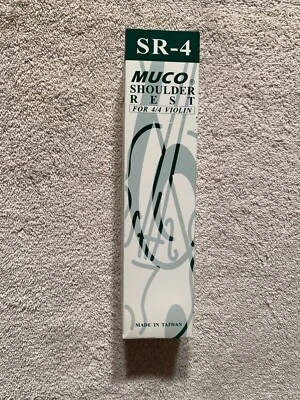 SR-4
MUCO®
SHOULDER
REST
FOR 4/4 VIOLIN
MADE IN TAIWAN